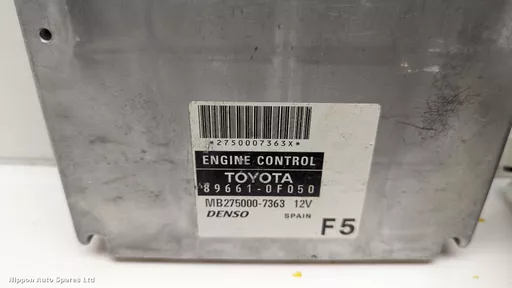 *2750007363X*
ENGINE CONTROL
TOYOTA
89661-0F050
MB275000-7363 12V
DENSO SPAIN F5
Nippon Auto Spares Ltd